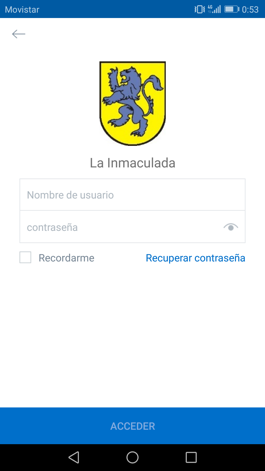 Movistar 0:53
La Inmaculada
Nombre de usuario
contraseña
Recordarme Recuperar contraseña
ACCEDER